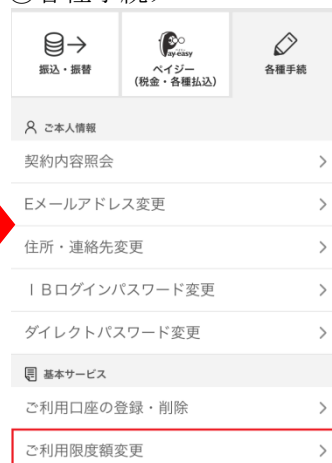 振込・振替
Pay-easy
ペイジー
(税金・各種払込)
各種手続
ご本人情報
契約内容照会
Eメールアドレス変更
住所・連絡先変更
ＩＢログインパスワード変更
ダイレクトパスワード変更
基本サービス
ご利用口座の登録・削除
ご利用限度額変更